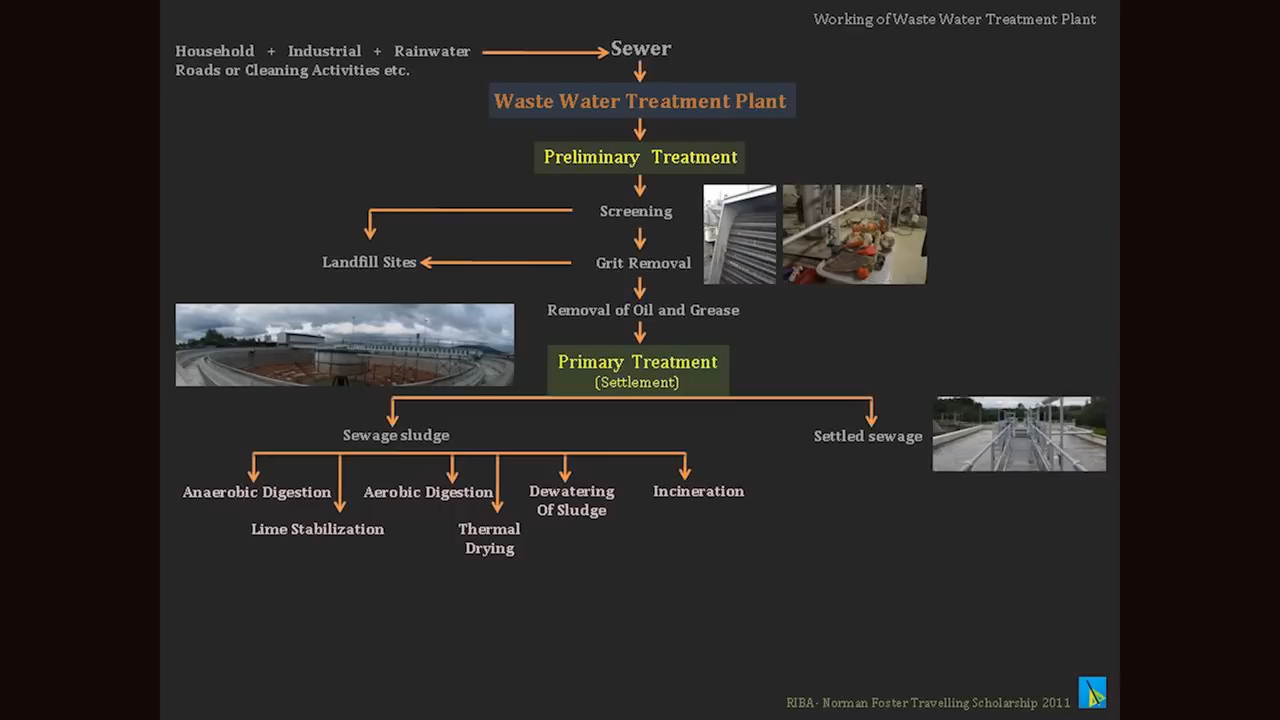 Working of Waste Water Treatment Plant
Household + Industrial + Rainwater
Roads or Cleaning Activities etc.
Sewer
Waste Water Treatment Plant
Preliminary Treatment
Screening
Landfill Sites
Grit Removal
Removal of Oil and Grease
Primary Treatment
(Settlement)
Sewage sludge
Settled sewage
Anaerobic Digestion
Aerobic Digestion
Dewatering
Of Sludge
Incineration
Lime Stabilization
Thermal
Drying
RIBA- Norman Foster Travelling Scholarship 2011